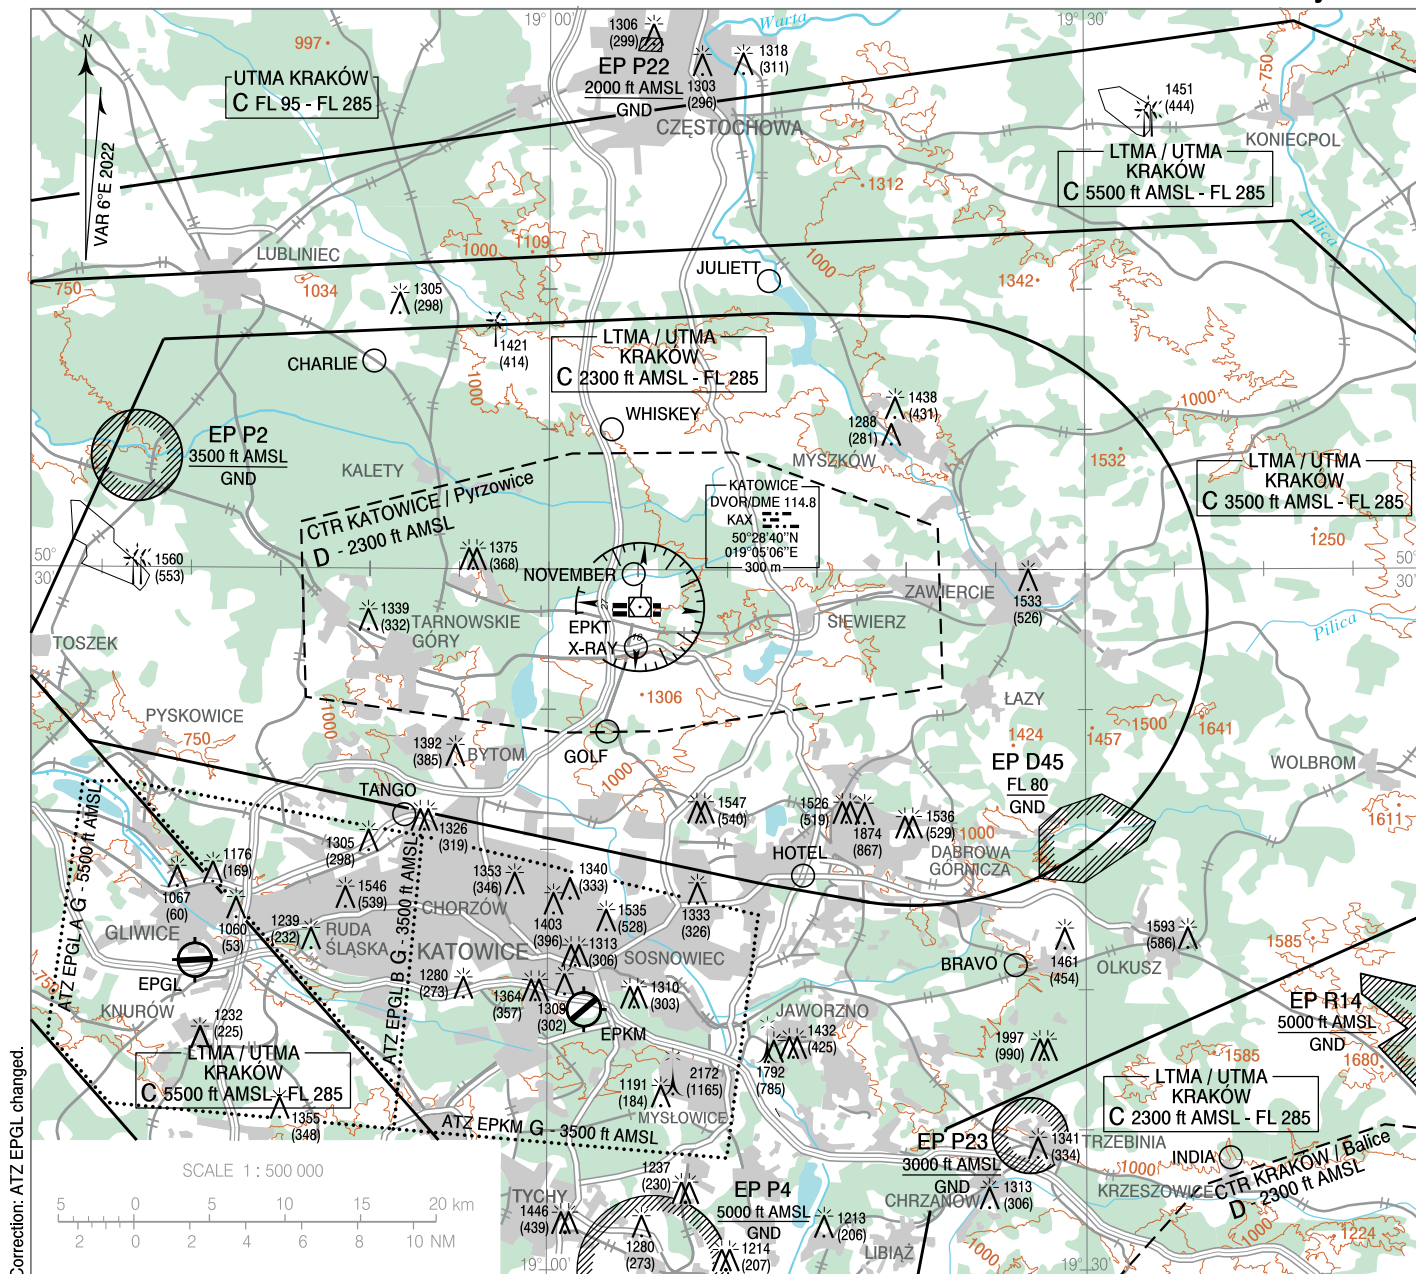 19° 00'
19° 30'
Warta
N
VAR 6°E 2022
997
UTMA KRAKÓW
C FL 95 - FL 285
1306
(299)
EP P22
2000 ft AMSL
GND
1303
(296)
1318
(311)
CZĘSTOCHOWA
750
1451
(444)
KONIECPOL
LTMA / UTMA
KRAKÓW
C 5500 ft AMSL - FL 285
Pilica
1312
1000
LUBLINIEC
1000
1109
JULIETT
750
1034
1305
(298)
1342
1421
(414)
LTMA / UTMA
KRAKÓW
C 2300 ft AMSL - FL 285
CHARLIE
1000
WHISKEY
1438
(431)
1288
(281)
1000
EP P2
3500 ft AMSL
GND
KALETY
MYSZKÓW
1532
LTMA / UTMA
KRAKÓW
C 3500 ft AMSL - FL 285
CTR KATOWICE / Pyrzowice
D - 2300 ft AMSL
KATOWICE
DVOR/DME 114.8
KAX
50°28'40"N
019°05'06"E
300 m
1250
50°
30'
1560
(553)
1375
(368)
NOVEMBER
50°
30'
ZAWIERCIE
1533
(526)
1339
(332)
TARNOWSKIE
GÓRY
EPKT
X-RAY
SIEWIERZ
Pilica
TOSZEK
1306
ŁAZY
PYSKOWICE
750
1000
1392
(385)
BYTOM
GOLF
1000
1424
1457
1500
1641
EP D45
FL 80
GND
WOLBROM
TANGO
1326
(319)
1305
(298)
1547
(540)
1526
(519)
1874
(867)
1536
(529)
1000
DĄBROWA
GÓRNICZA
1611
HOTEL
ATZ EPGL A G - 5500 ft AMSL
ATZ EPGL B G - 3500 ft AMSL
1176
(169)
1067
(60)
1060
(53)
1546
(539)
1353
(346)
1340
(333)
CHORZÓW
1403
(396)
1535
(528)
1333
(326)
GLIWICE
1239
(232)
RUDA
ŚLĄSKA
KATOWICE
1313
(306)
SOSNOWIEC
BRAVO
1461
(454)
1593
(586)
OLKUSZ
1585
EPGL
750
KNURÓW
1280
(273)
1364
(357)
1309
(302)
1310
(303)
EPKM
JAWORZNO
EP R14
5000 ft AMSL
GND
1232
(225)
1432
(425)
1792
(785)
1997
(990)
1585
1680
LTMA / UTMA
KRAKÓW
C 5500 ft AMSL - FL 285
1355
(348)
2172
(1165)
1191
(184)
MYSŁOWICE
LTMA / UTMA
KRAKÓW
C 2300 ft AMSL - FL 285
ATZ EPKM G - 3500 ft AMSL
EP P23
3000 ft AMSL
GND
1341
(334)
TRZEBINIA
1000
INDIA
CTR KRAKÓW / Balice
D - 2300 ft AMSL
SCALE 1 : 500 000
5 0 5 10 15 20 km
2 0 2 4 6 8 10 NM
1237
(230)
EP P4
5000 ft AMSL
GND
CHRZANÓW
1313
(306)
KRZESZOWICE
TYCHY
1446
(439)
1280
(273)
1214
(207)
1213
(206)
LIBIĄŻ
1000
1000
1224
19° 00'
19° 30'
Correction: ATZ EPGL changed.